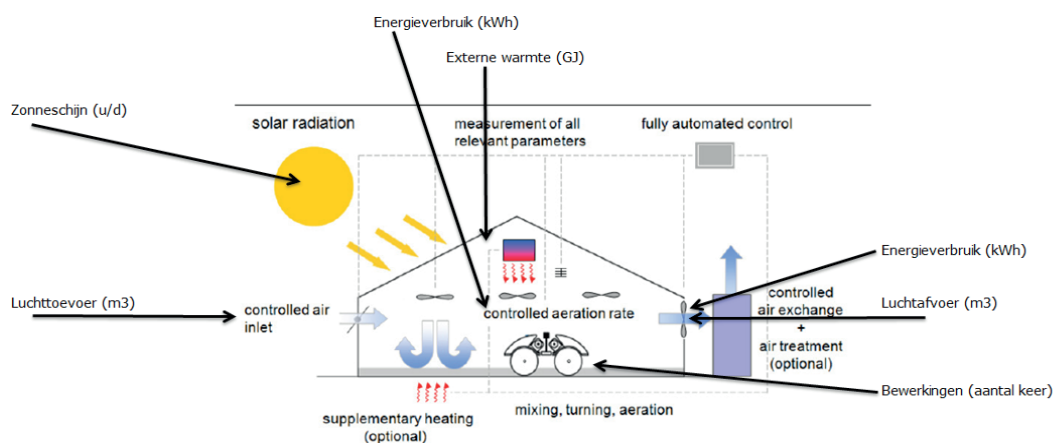 Energieverbruik (kWh)
Externe warmte (GJ)
Zonneschijn (u/d)
solar radiation
measurement of all
relevant parameters
fully automated control
Energieverbruik (kWh)
Luchttoevoer (m3)
controlled air
inlet
controlled aeration rate
controlled
air exchange
+
air treatment
(optional)
Luchtafvoer (m3)
Bewerkingen (aantal keer)
supplementary heating
(optional)
mixing, turning, aeration